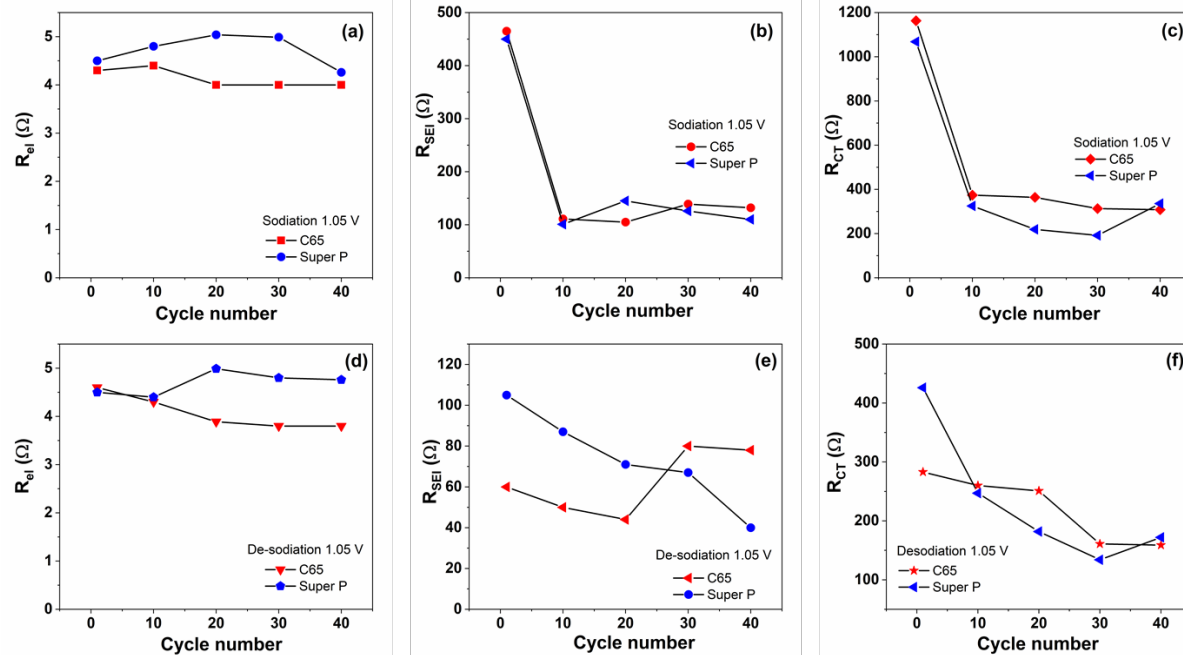 (a)
R_el (Ω)
5
4
3
2
1
0
Sodiation 1.05 V
C65
Super P
0 10 20 30 40
Cycle number
(b)
R_SEI (Ω)
500
400
300
200
100
0
Sodiation 1.05 V
C65
Super P
0 10 20 30 40
Cycle number
(c)
R_CT (Ω)
1200
1000
800
600
400
200
0
Sodiation 1.05 V
C65
Super P
0 10 20 30 40
Cycle number
(d)
R_el (Ω)
5
4
3
2
1
0
De-sodiation 1.05 V
C65
Super P
0 10 20 30 40
Cycle number
(e)
R_SEI (Ω)
120
100
80
60
40
20
0
De-sodiation 1.05 V
C65
Super P
0 10 20 30 40
Cycle number
(f)
R_CT (Ω)
500
400
300
200
100
Desodiation 1.05 V
C65
Super P
0 10 20 30 40
Cycle number